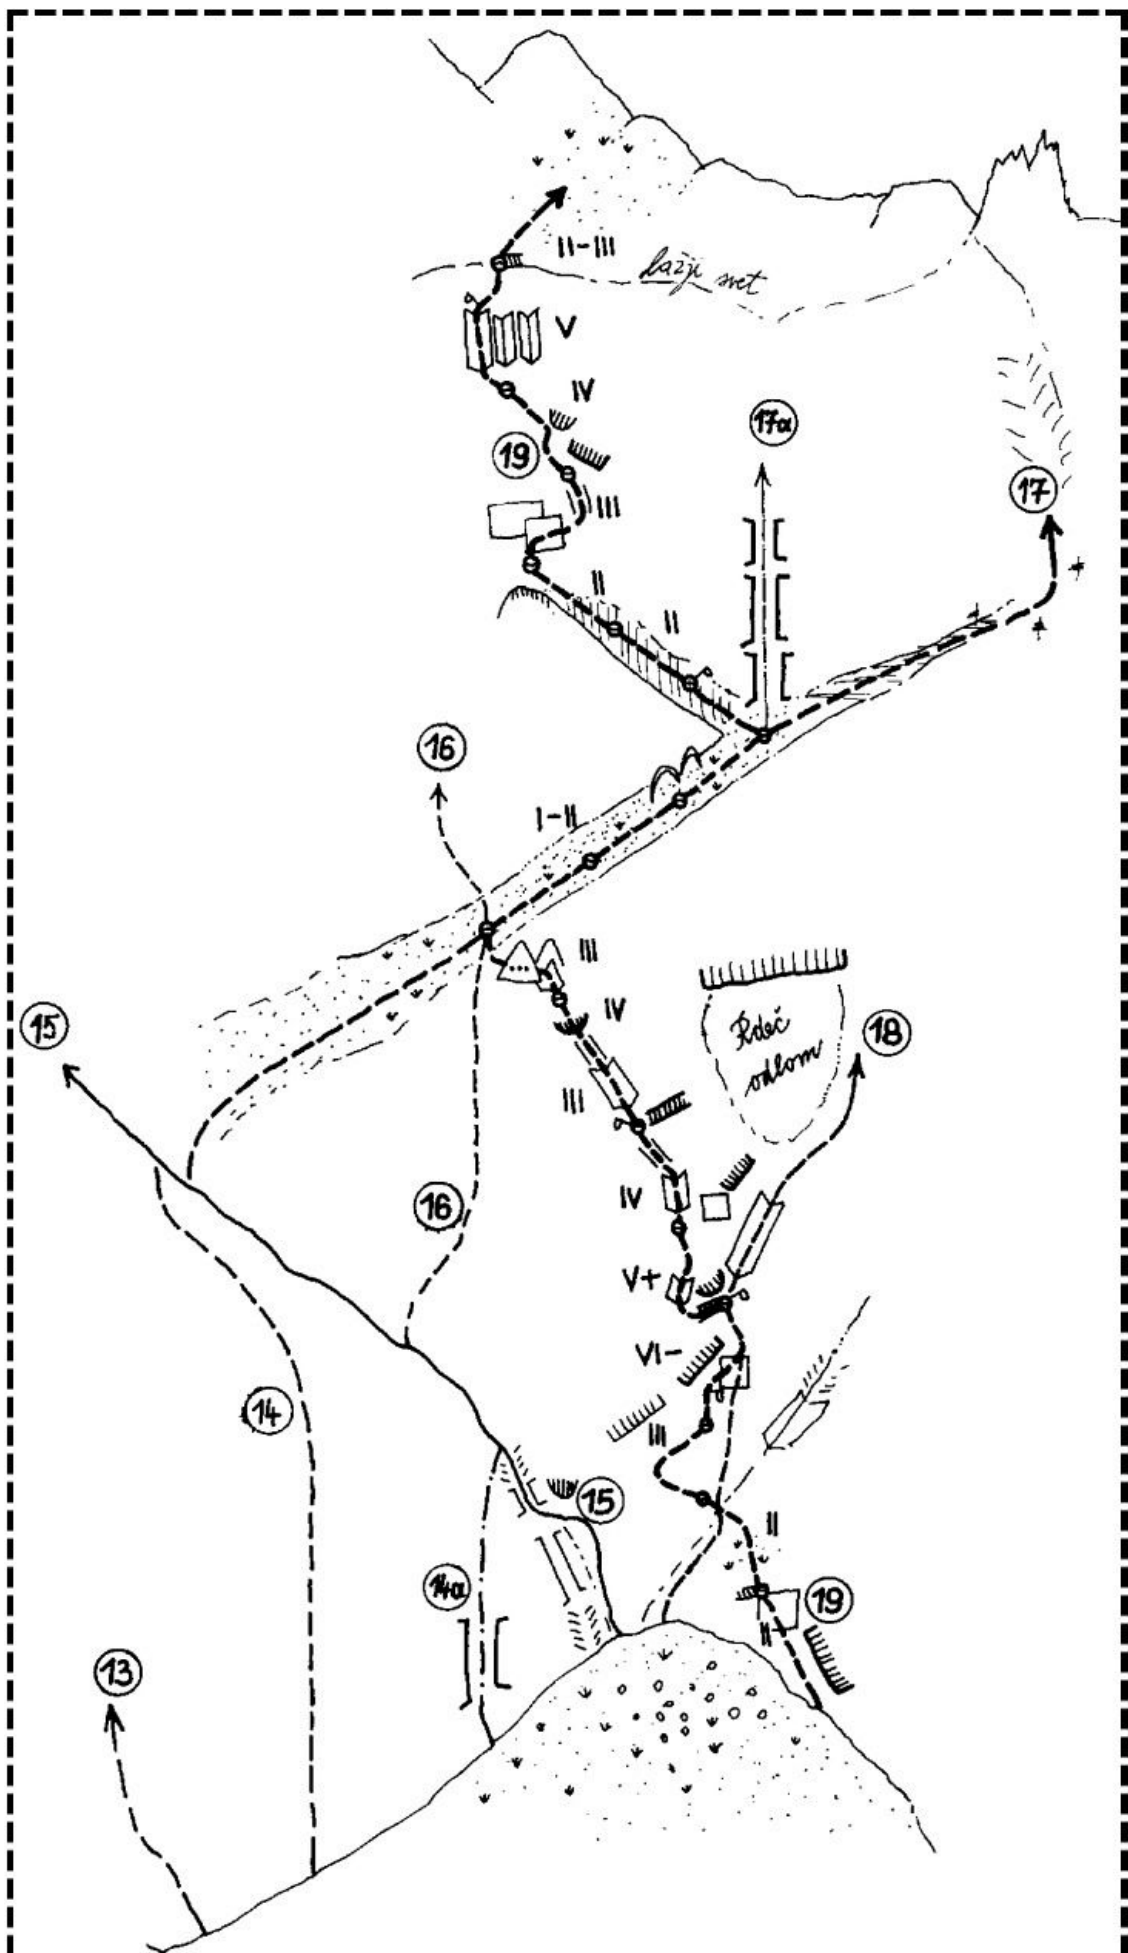 II-III
lažji svet
V
IV
17a
19
17
III
II
II
16
I-II
III
15
IV
Rdeč
odlom
18
III
IV
16
V+
VI-
14
III
15
II
14a
19
II
13